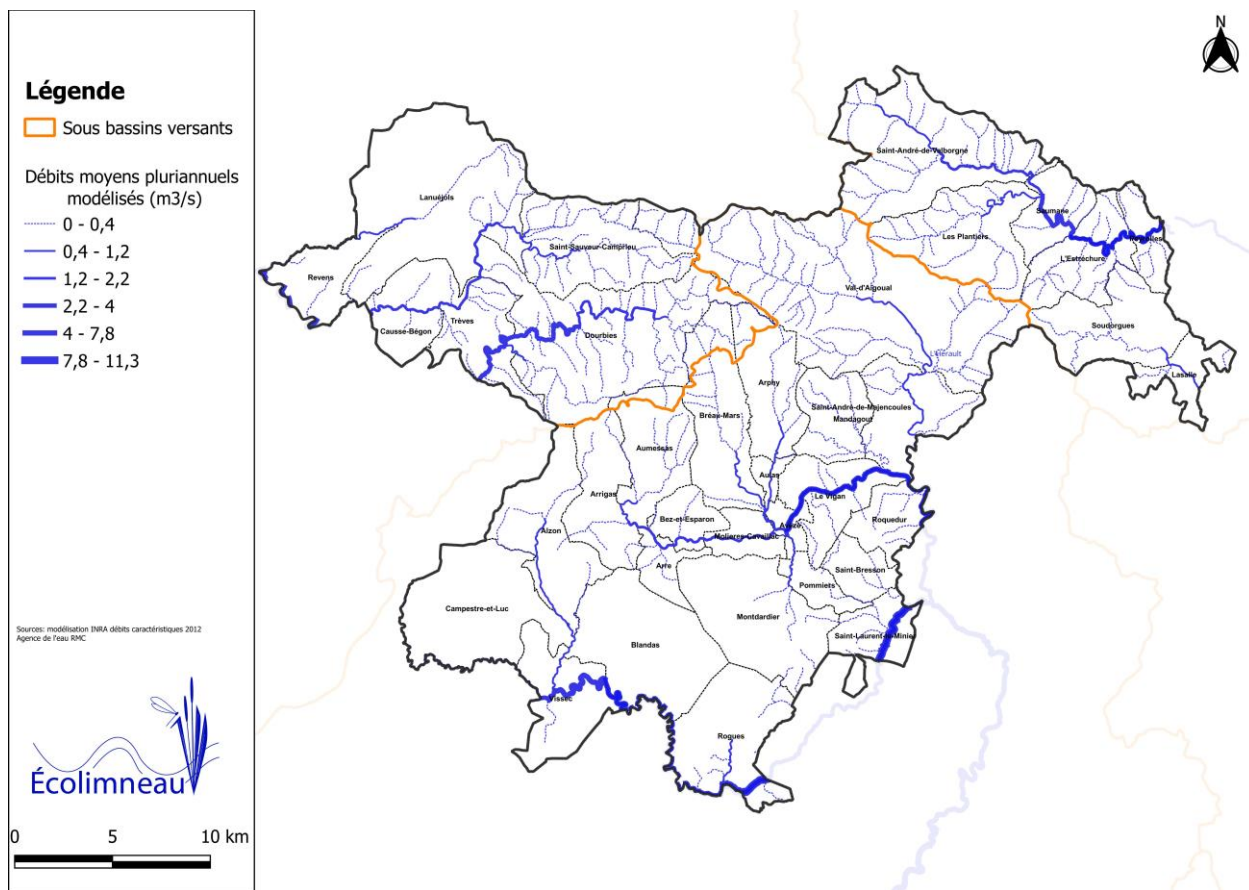 Légende
Sous bassins versants
Débits moyens pluriannuels
modélisés (m3/s)
0 - 0,4
0,4 - 1,2
1,2 - 2,2
2,2 - 4
4 - 7,8
7,8 - 11,3
Sources: modélisation INRA débits caractéristiques 2012
Agence de l'eau RMC
Écolimneau
0 5 10 km
N
Saint-André-de-Valborgne
Lanuéjols
Saumane
Les Plantiers
Saint-Sauveur-Camprieu
L'Estréchure
Revens
Val-d'Aigoual
Trèves
Causse-Bégon
Dourbies
Soudorgues
L'Hérault
Lasalle
Arphy
Saint-André-de-Majencoules
Bréau-Mars
Mandagout
Aumessas
Aulas
Arrigas
Le Vigan
Bez-et-Esparon
Roquedur
Alzon
Avèze
Molières-Cavaillac
Arre
Saint-Bresson
Pommiers
Campestre-et-Luc
Montdardier
Saint-Laurent-le-Minier
Blandas
Vissec
Rogues